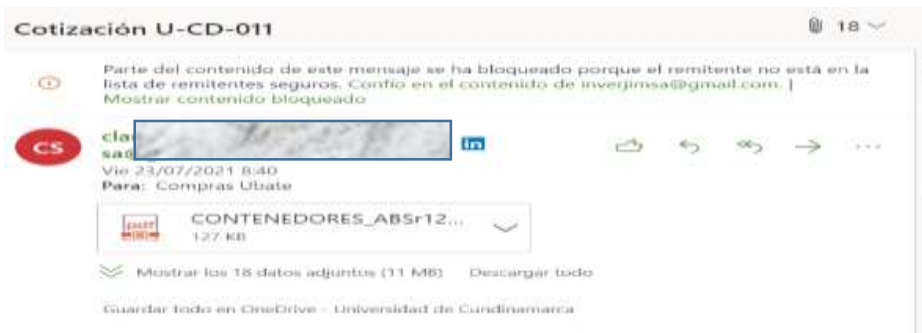 Cotización U-CD-011
18
Parte del contenido de este mensaje se ha bloqueado porque el remitente no está en la
lista de remitentes seguros. Confío en el contenido de inverjimsa@gmail.com. |
Mostrar contenido bloqueado
CS
cla
in
sa
Vie 23/07/2021 8:40
Para: Compras Ubate
pdf
CONTENEDORES_ABSr12...
127 KB
Mostrar los 18 datos adjuntos (11 MB) Descargar todo
Guardar todo en OneDrive - Universidad de Cundinamarca